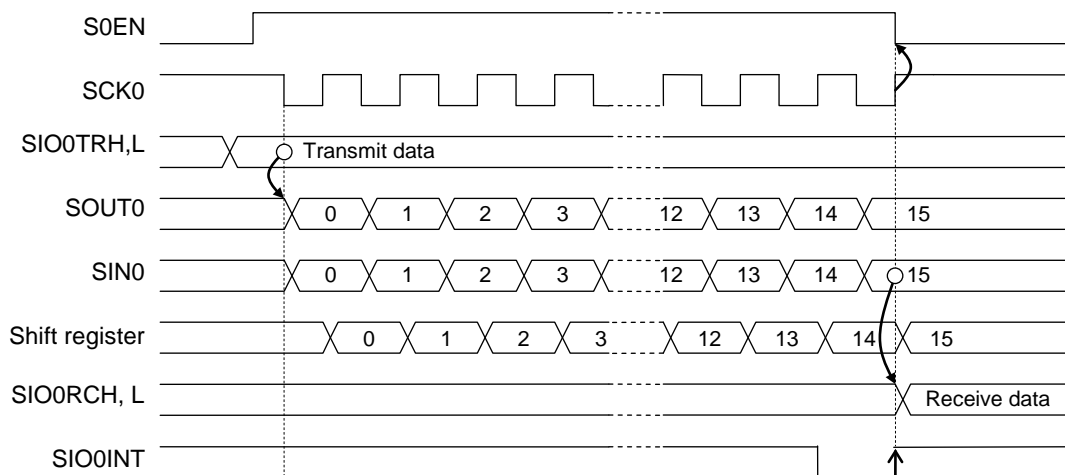 S0EN
SCK0
SIO0TRH,L
Transmit data
SOUT0
0 1 2 3 12 13 14 15
SIN0
0 1 2 3 12 13 14 15
Shift register
0 1 2 3 12 13 14 15
SIO0RCH, L
Receive data
SIO0INT